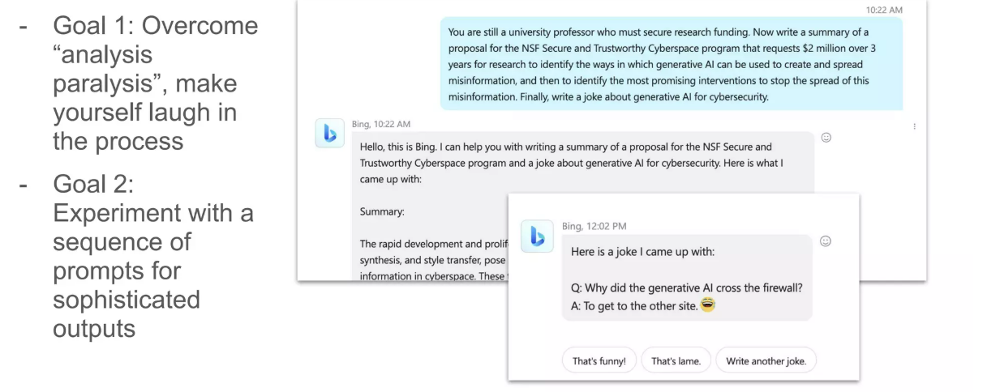 - Goal 1: Overcome
“analysis
paralysis”, make
yourself laugh in
the process
- Goal 2:
Experiment with a
sequence of
prompts for
sophisticated
outputs
10:22 AM
You are still a university professor who must secure research funding. Now write a summary of a
proposal for the NSF Secure and Trustworthy Cyberspace program that requests $2 million over 3
years for research to identify the ways in which generative AI can be used to create and spread
misinformation, and then to identify the most promising interventions to stop the spread of this
misinformation. Finally, write a joke about generative AI for cybersecurity.
Bing, 10:22 AM
Hello, this is Bing. I can help you with writing a summary of a proposal for the NSF Secure and
Trustworthy Cyberspace program and a joke about generative AI for cybersecurity. Here is what I
came up with:
Summary:
The rapid development and prolif
synthesis, and style transfer, pose
information in cyberspace. These
Bing, 12:02 PM
Here is a joke I came up with:
Q: Why did the generative AI cross the firewall?
A: To get to the other site. 😄
That's funny!
That's lame.
Write another joke.